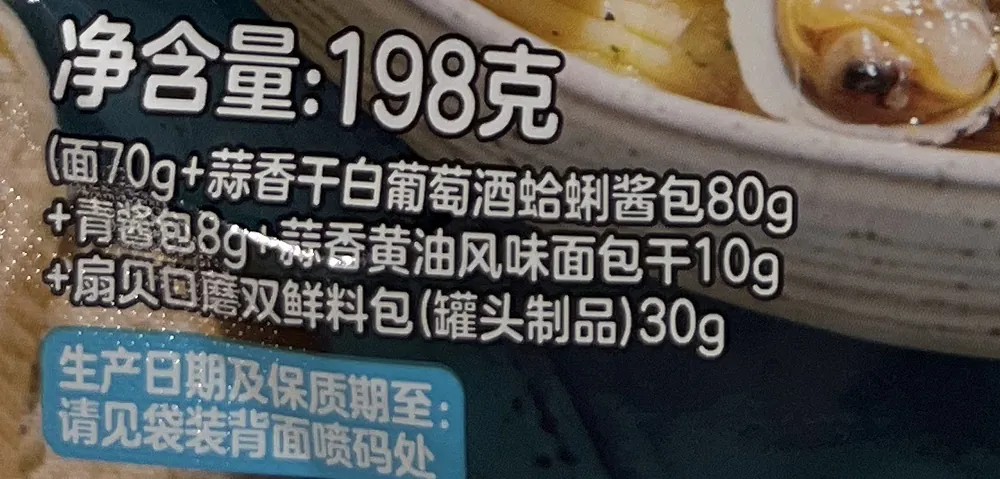 净含量:198克
(面70g+蒜香干白葡萄酒蛤蜊酱包80g
+青酱包8g+蒜香黄油风味面包干10g
+扇贝口蘑双鲜料包(罐头制品)30g
生产日期及保质期至:
请见袋装背面喷码处